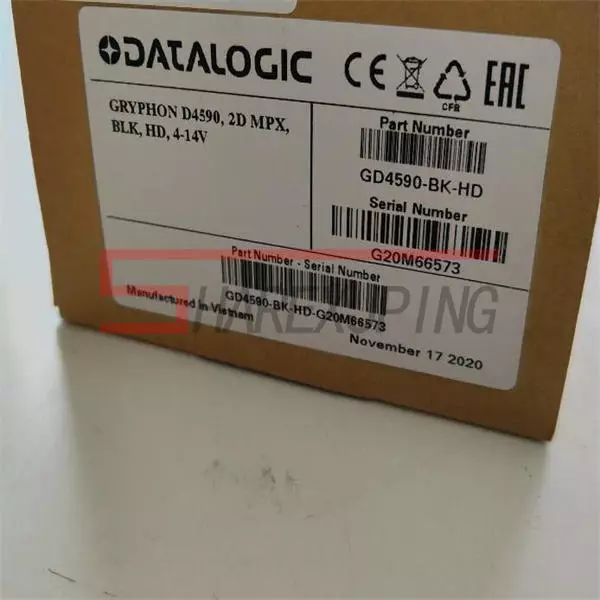 DATALOGIC
CE
CFR
EAC
GRYPHON D4590, 2D MPX,
BLK, HD, 4-14V
Part Number
GD4590-BK-HD
Serial Number
G20M66573
Part Number - Serial Number
GD4590-BK-HD-G20M66573
Manufactured in Vietnam
November 17 2020
SHAREXOPING